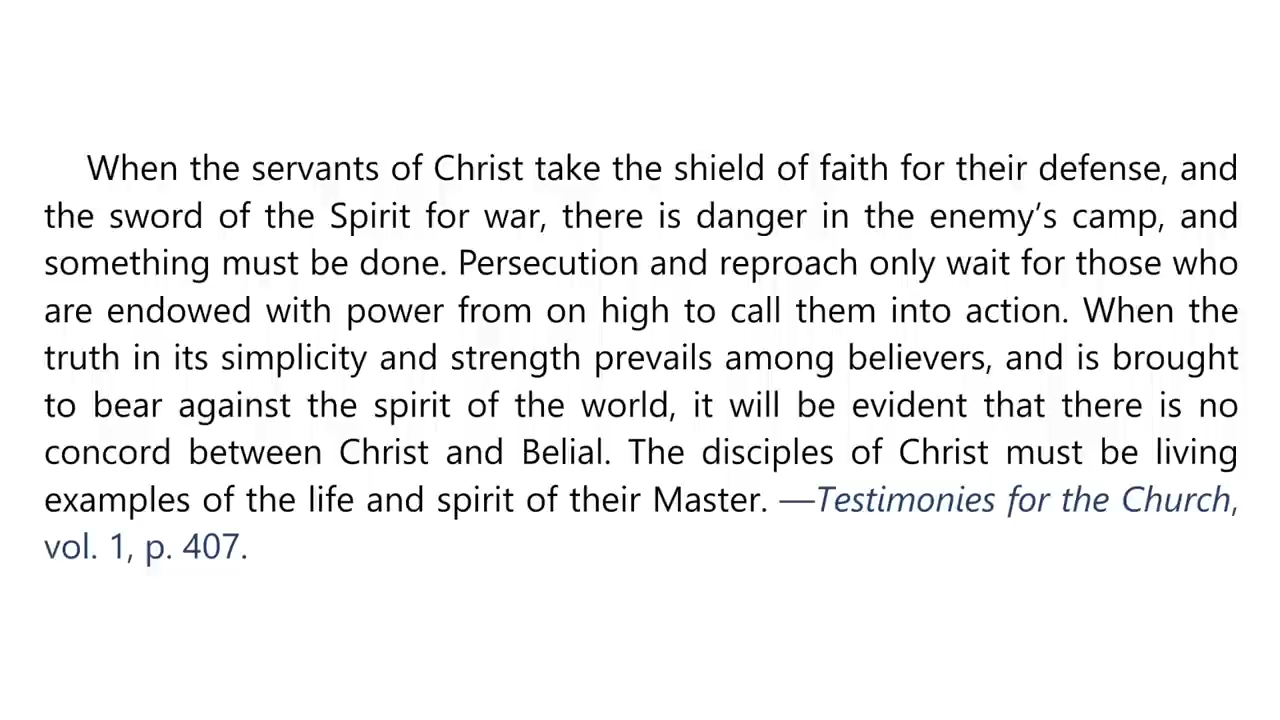 When the servants of Christ take the shield of faith for their defense, and
the sword of the Spirit for war, there is danger in the enemy’s camp, and
something must be done. Persecution and reproach only wait for those who
are endowed with power from on high to call them into action. When the
truth in its simplicity and strength prevails among believers, and is brought
to bear against the spirit of the world, it will be evident that there is no
concord between Christ and Belial. The disciples of Christ must be living
examples of the life and spirit of their Master. —Testimonies for the Church,
vol. 1, p. 407.